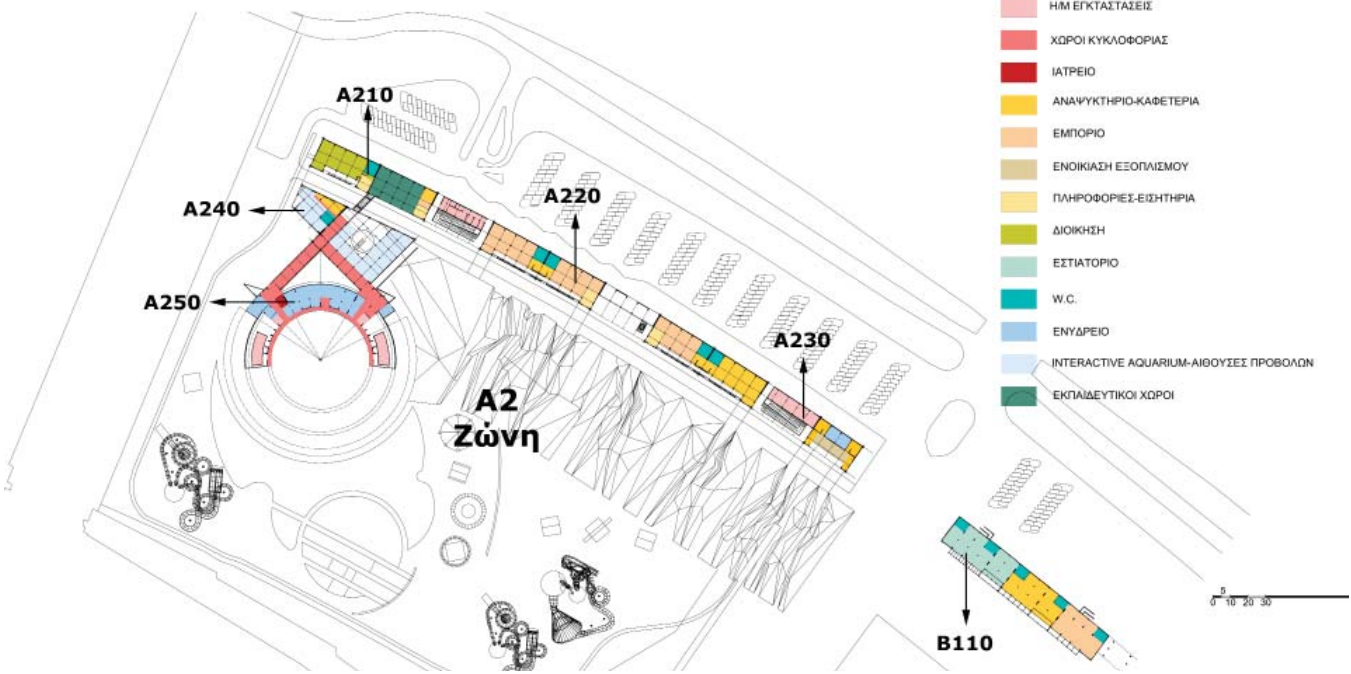 Η/Μ ΕΓΚΤΑΣΤΑΣΕΙΣ
ΧΩΡΟΙ ΚΥΚΛΟΦΟΡΙΑΣ
ΙΑΤΡΕΙΟ
ΑΝΑΨΥΚΤΗΡΙΟ-ΚΑΦΕΤΕΡΙΑ
ΕΜΠΟΡΙΟ
ΕΝΟΙΚΙΑΣΗ ΕΞΟΠΛΙΣΜΟΥ
ΠΛΗΡΟΦΟΡΙΕΣ-ΕΙΣΗΤΗΡΙΑ
ΔΙΟΙΚΗΣΗ
ΕΣΤΙΑΤΟΡΙΟ
W.C.
ΕΝΥΔΡΕΙΟ
INTERACTIVE AQUARIUM-ΑΙΘΟΥΣΕΣ ΠΡΟΒΟΛΩΝ
ΕΚΠΑΙΔΕΥΤΙΚΟΙ ΧΩΡΟΙ
A210
A220
A240
A250
A230
A2
Ζώνη
B110
5
0 10 20 30